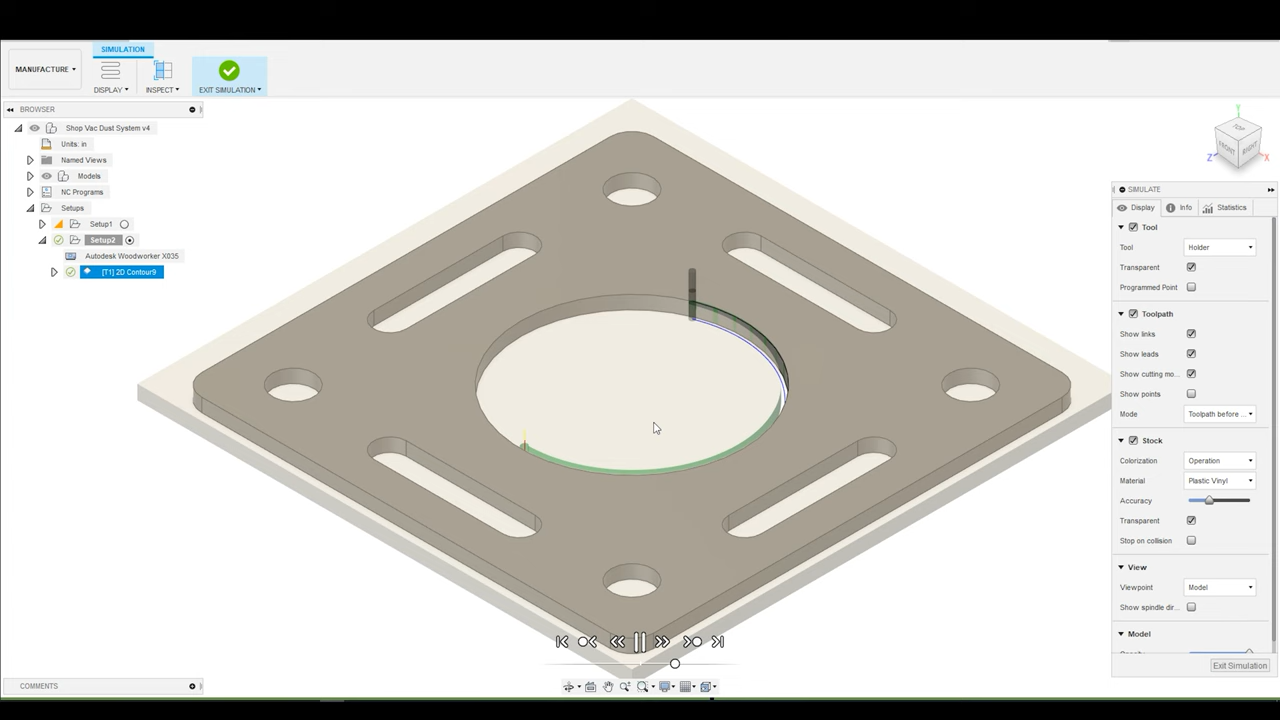 SIMULATION
MANUFACTURE
DISPLAY
INSPECT
EXIT SIMULATION
BROWSER
Shop Vac Dust System v4
Units: in
Named Views
Models
NC Programs
Setups
Setup1
Setup2
Autodesk Woodworker X035
[T1] 2D Contour9
Y
TOP
FRONT
RIGHT
Z
X
SIMULATE
Display
Info
Statistics
Tool
Tool
Holder
Transparent
Programmed Point
Toolpath
Show links
Show leads
Show cutting mo...
Show points
Mode
Toolpath before ...
Stock
Colorization
Operation
Material
Plastic Vinyl
Accuracy
Transparent
Stop on collision
View
Viewpoint
Model
Show spindle dir...
Model
Exit Simulation
COMMENTS